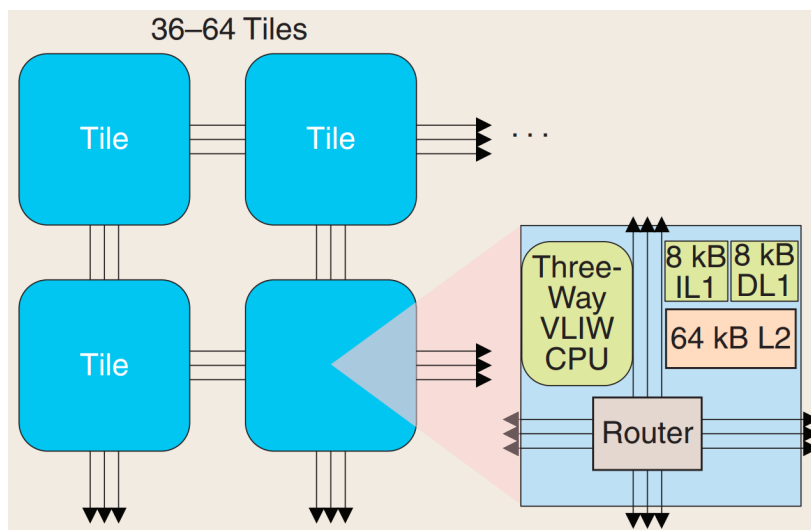 36–64 Tiles
Tile
Tile
. . .
Tile
Three-
Way
VLIW
CPU
8 kB
IL1
8 kB
DL1
64 kB L2
Router